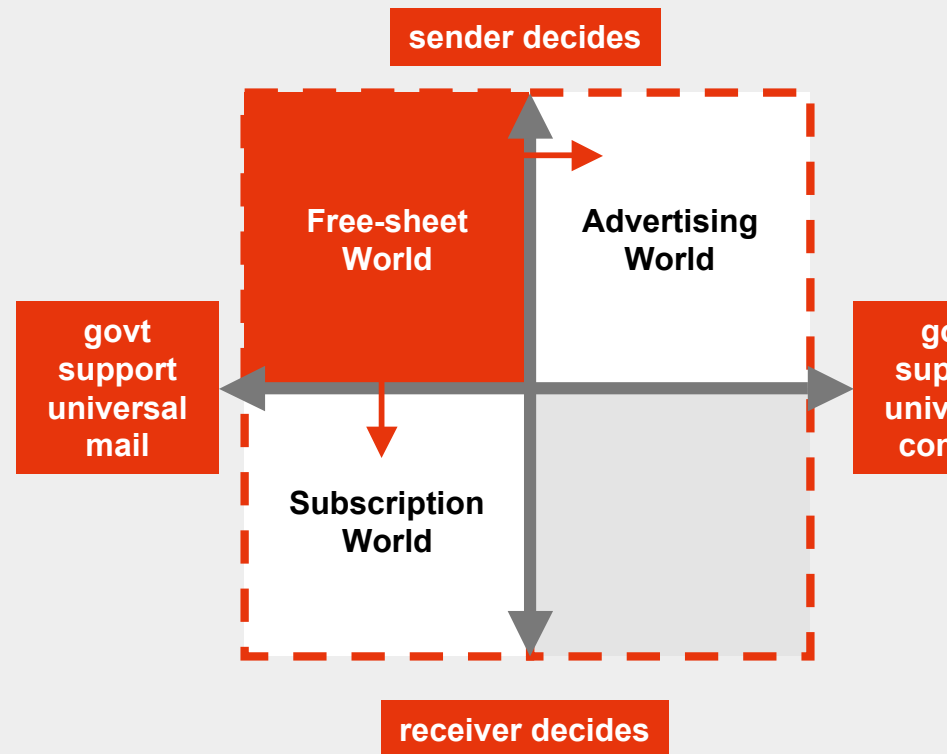 sender decides
Free-sheet
World
Advertising
World
govt
support
universal
mail
Subscription
World
receiver decides